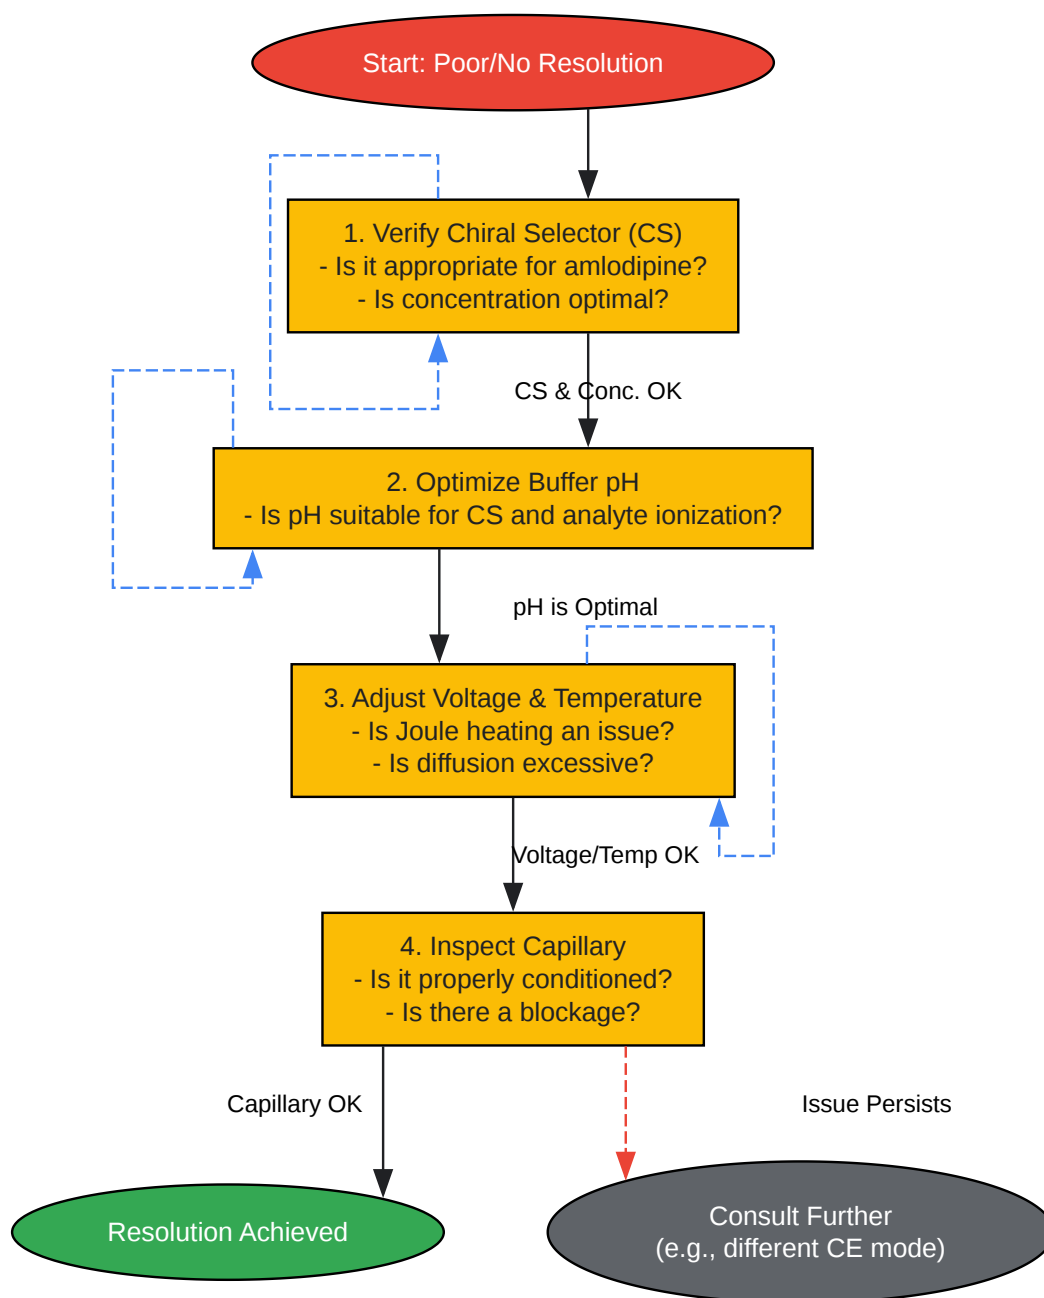 Start: Poor/No Resolution
1. Verify Chiral Selector (CS)
- Is it appropriate for amlodipine?
- Is concentration optimal?
CS & Conc. OK
2. Optimize Buffer pH
- Is pH suitable for CS and analyte ionization?
pH is Optimal
3. Adjust Voltage & Temperature
- Is Joule heating an issue?
- Is diffusion excessive?
Voltage/Temp OK
4. Inspect Capillary
- Is it properly conditioned?
- Is there a blockage?
Capillary OK
Issue Persists
Resolution Achieved
Consult Further
(e.g., different CE mode)